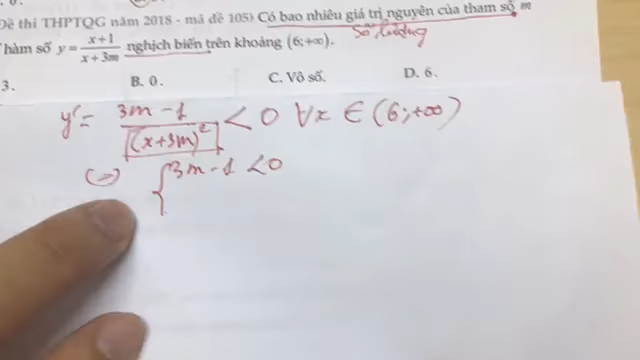 Đề thi THPTQG năm 2018 - mã đề 105) Có bao nhiêu giá trị nguyên của tham số m
hàm số y = \frac{x+1}{x+3m} nghịch biến trên khoảng (6;+∞).
số lượng
3. B. 0. C. Vô số. D. 6.
y' = \frac{3m-1}{(x+3m)^2} < 0 ∀x ∈ (6;+∞)
(=) { 3m - 1 < 0